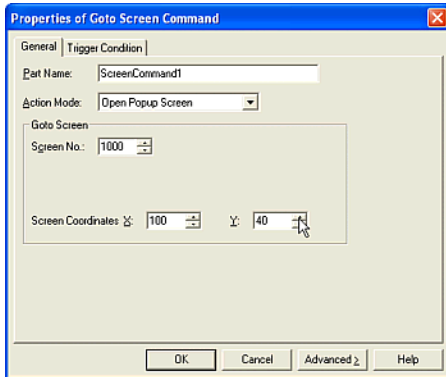 Properties of Goto Screen Command
General Trigger Condition
Part Name: ScreenCommand1
Action Mode: Open Popup Screen
Goto Screen
Screen No.: 1000
Screen Coordinates X: 100 Y: 40
OK Cancel Advanced > Help